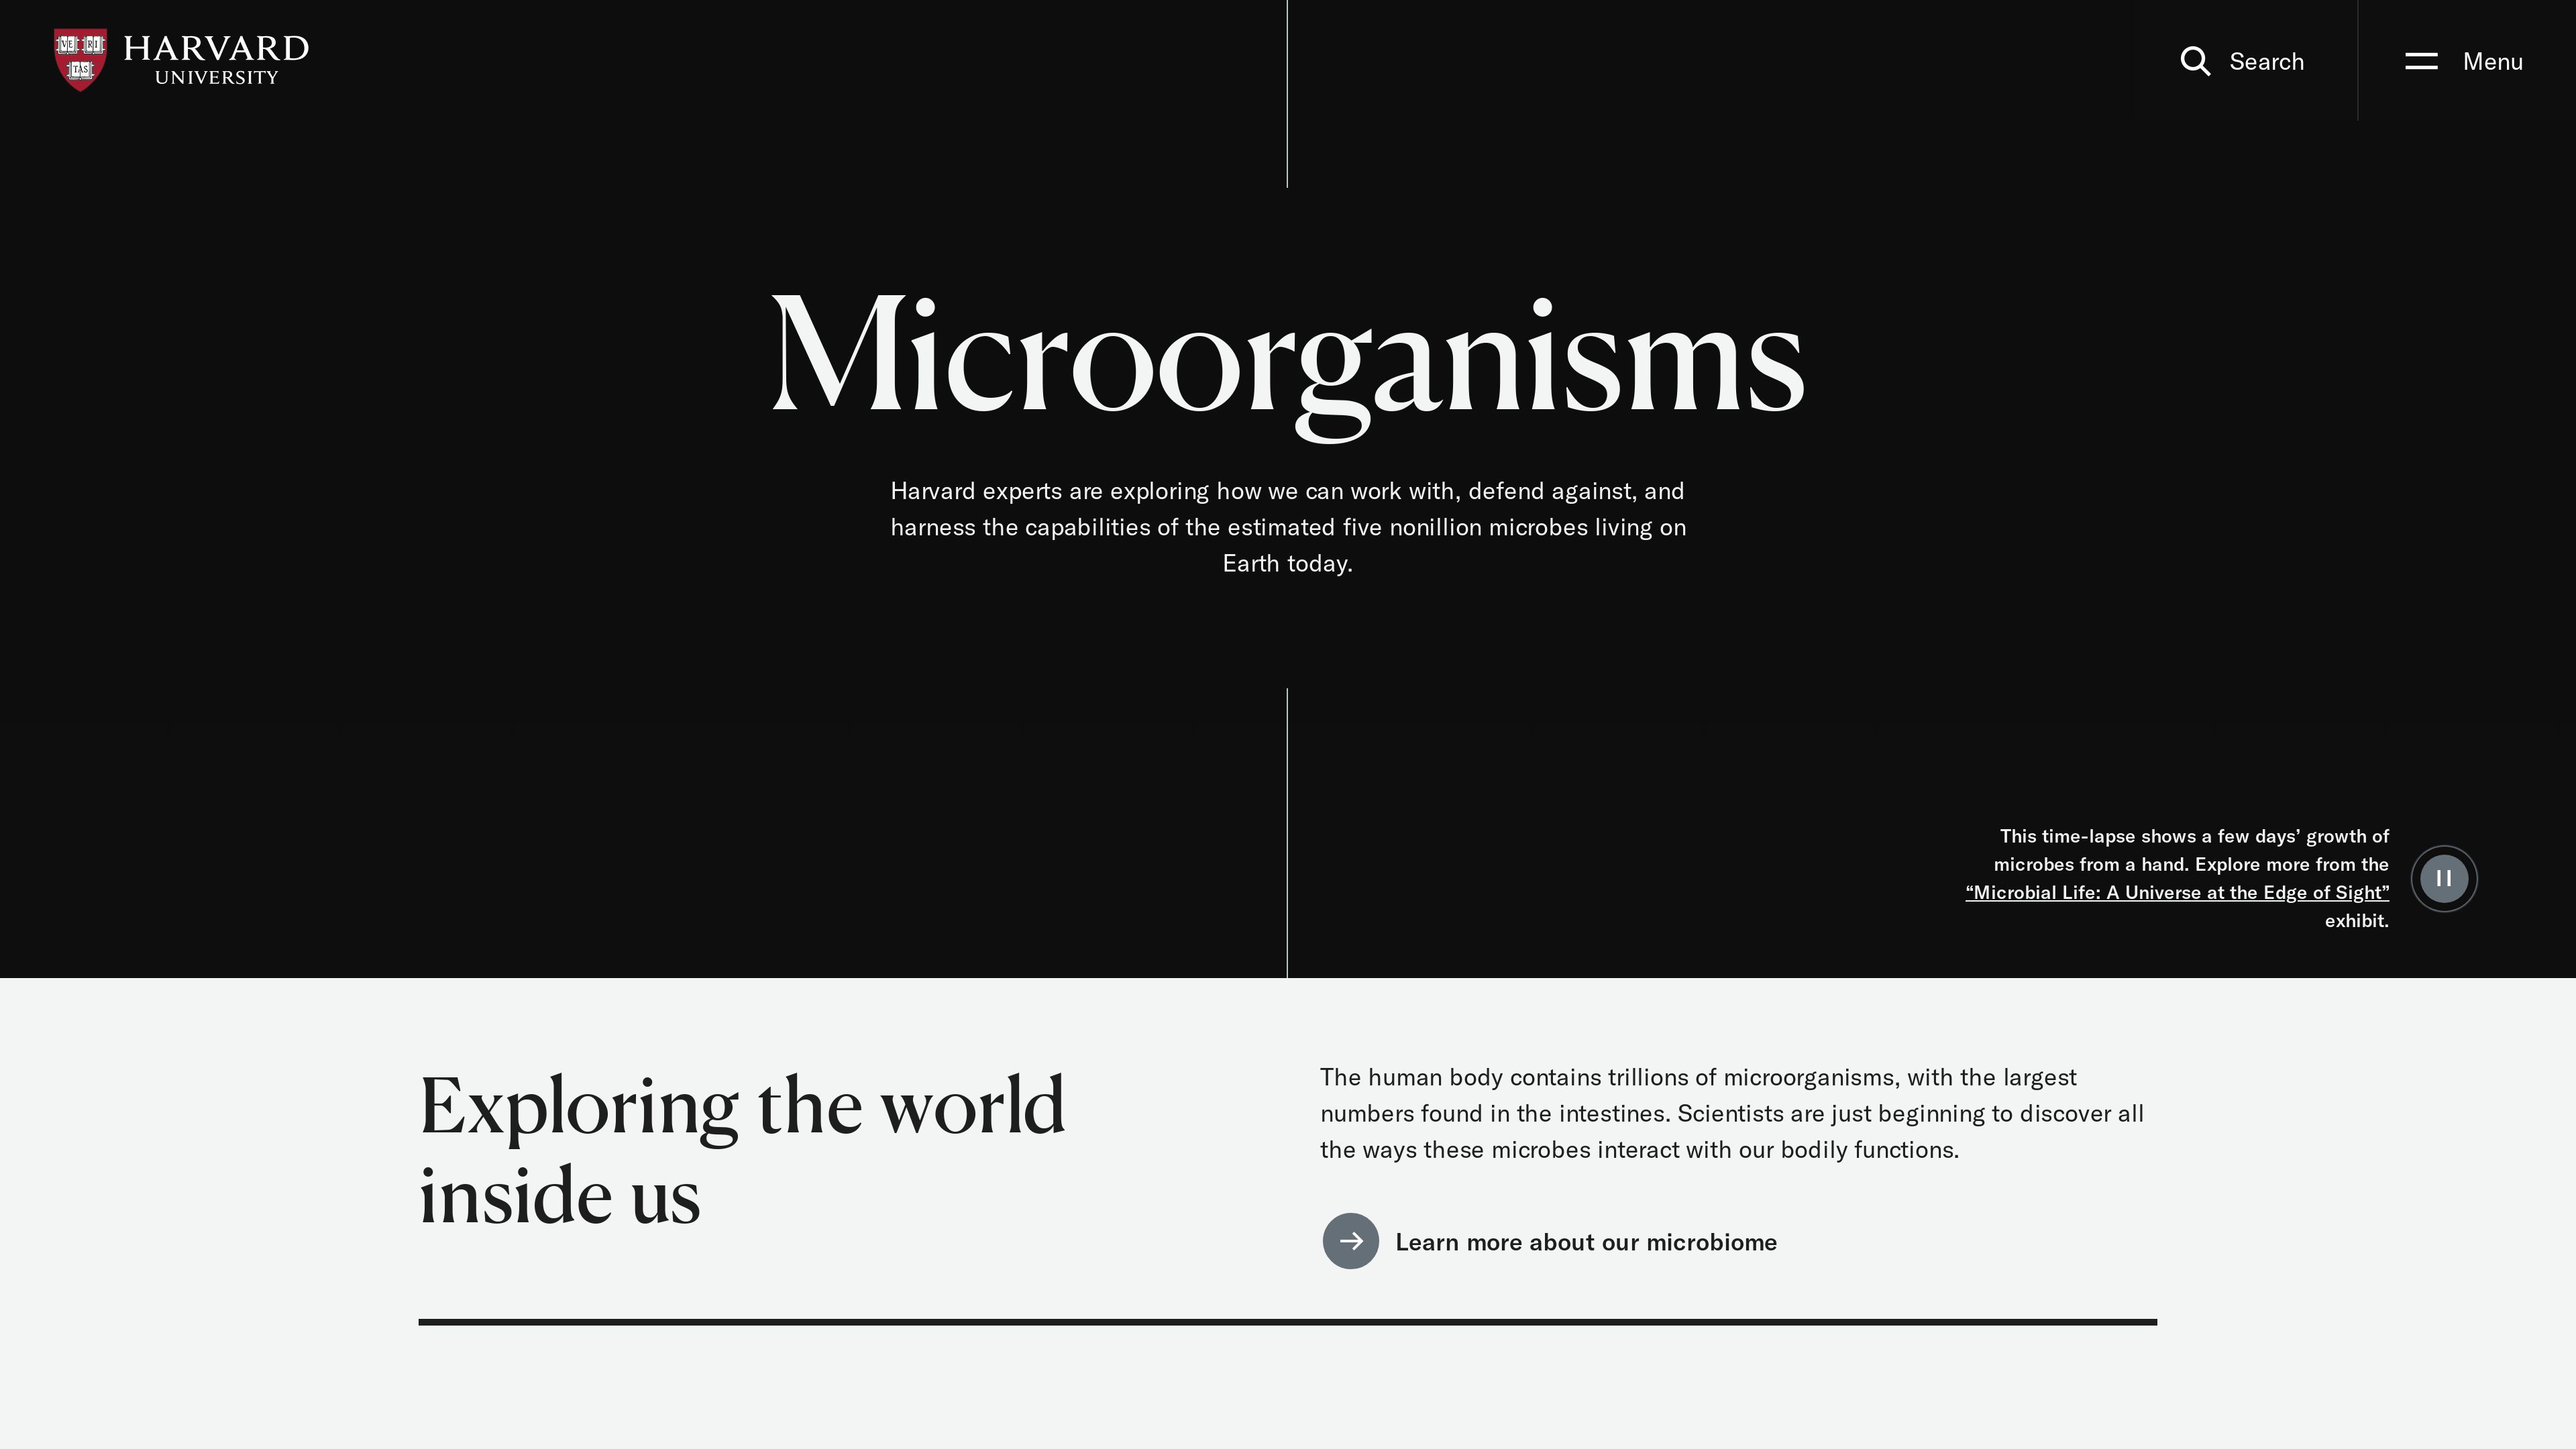 VE RI TAS
HARVARD
UNIVERSITY
Search
Menu
Microorganisms
Harvard experts are exploring how we can work with, defend against, and
harness the capabilities of the estimated five nonillion microbes living on
Earth today.
This time-lapse shows a few days’ growth of
microbes from a hand. Explore more from the
“Microbial Life: A Universe at the Edge of Sight”
exhibit.
Exploring the world
inside us
The human body contains trillions of microorganisms, with the largest
numbers found in the intestines. Scientists are just beginning to discover all
the ways these microbes interact with our bodily functions.
Learn more about our microbiome